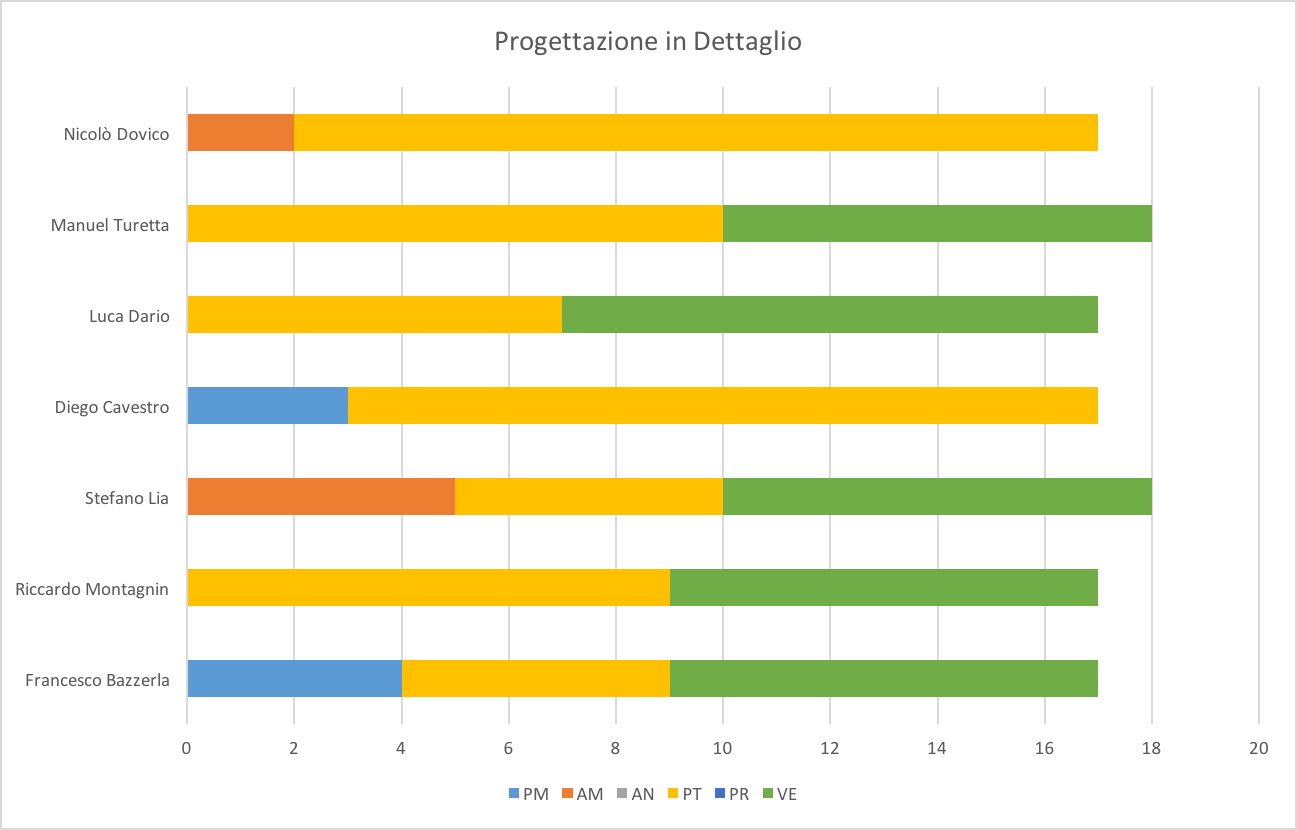 Progettazione in Dettaglio
Nicolò Dovico
Manuel Turetta
Luca Dario
Diego Cavestro
Stefano Lia
Riccardo Montagnin
Francesco Bazzerla
0 2 4 6 8 10 12 14 16 18 20
PM AM AN PT PR VE